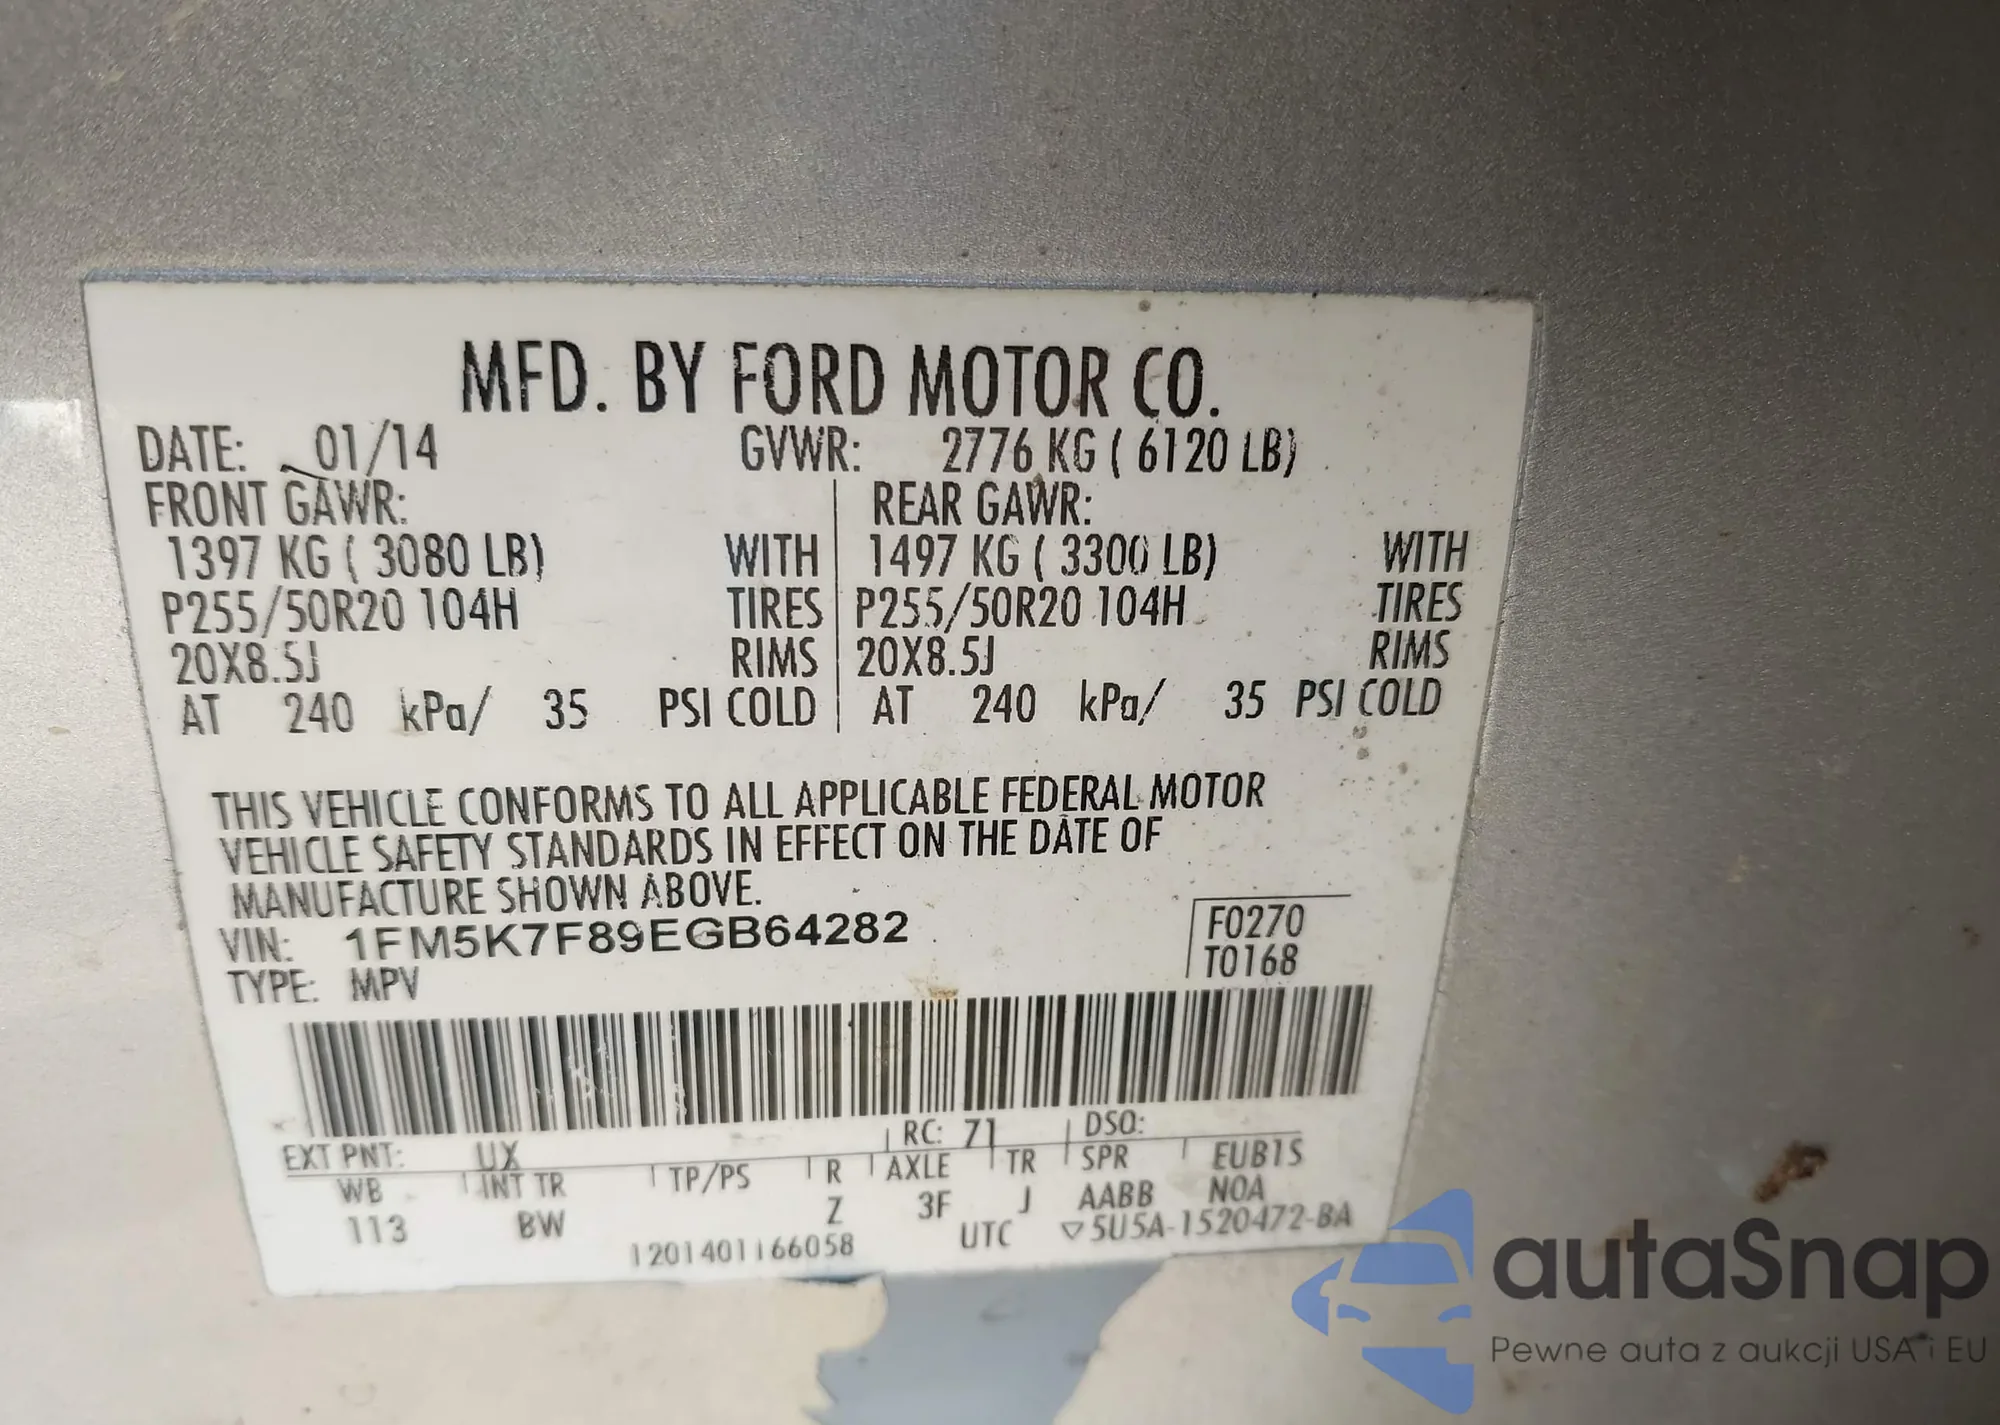 MFD. BY FORD MOTOR CO.
DATE: 01/14 GVWR: 2776 KG ( 6120 LB)
FRONT GAWR: REAR GAWR:
1397 KG ( 3080 LB) WITH 1497 KG ( 3300 LB) WITH
P255/50R20 104H TIRES P255/50R20 104H TIRES
20X8.5J RIMS 20X8.5J RIMS
AT 240 kPa/ 35 PSI COLD AT 240 kPa/ 35 PSI COLD
THIS VEHICLE CONFORMS TO ALL APPLICABLE FEDERAL MOTOR
VEHICLE SAFETY STANDARDS IN EFFECT ON THE DATE OF
MANUFACTURE SHOWN ABOVE.
VIN: 1FM5K7F89EGB64282 F0270
TYPE: MPV T0168
EXT PNT: UX RC: 71 DSO:
WB INT TR TP/PS R AXLE TR SPR EUB1S
113 BW Z 3F J AABB NOA
1201401166058 UTC ▽5U5A-1520472-BA
autaSnap
Pewne auta z aukcji USA i EU